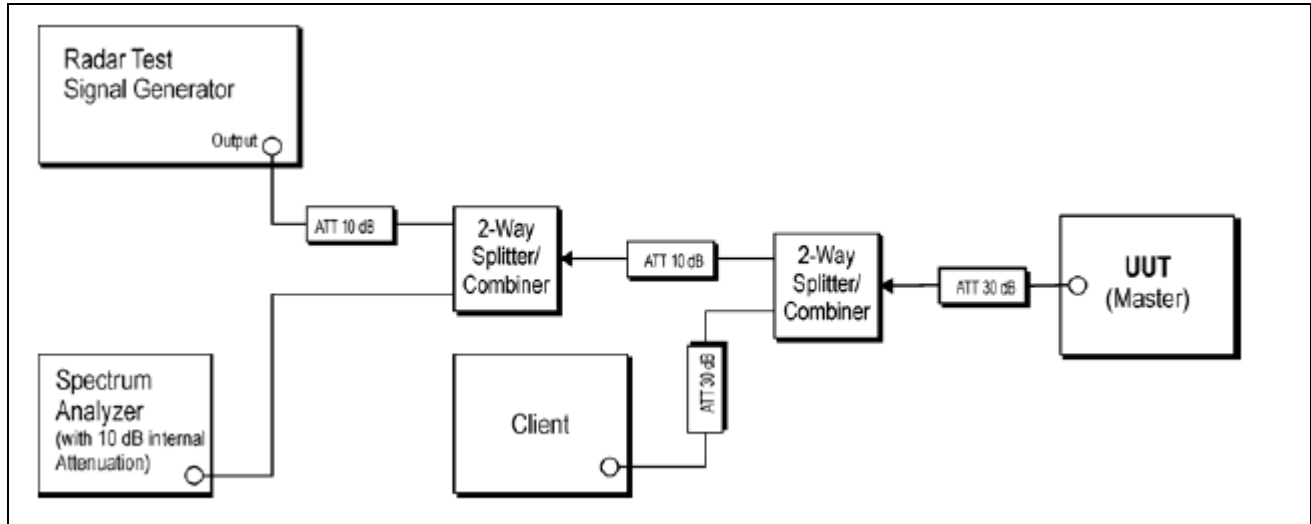 Radar Test
Signal Generator
Output
ATT 10 dB
2-Way
Splitter/
Combiner
ATT 10 dB
2-Way
Splitter/
Combiner
ATT 30 dB
UUT
(Master)
Spectrum
Analyzer
(with 10 dB internal
Attenuation)
Client
ATT 30 dB